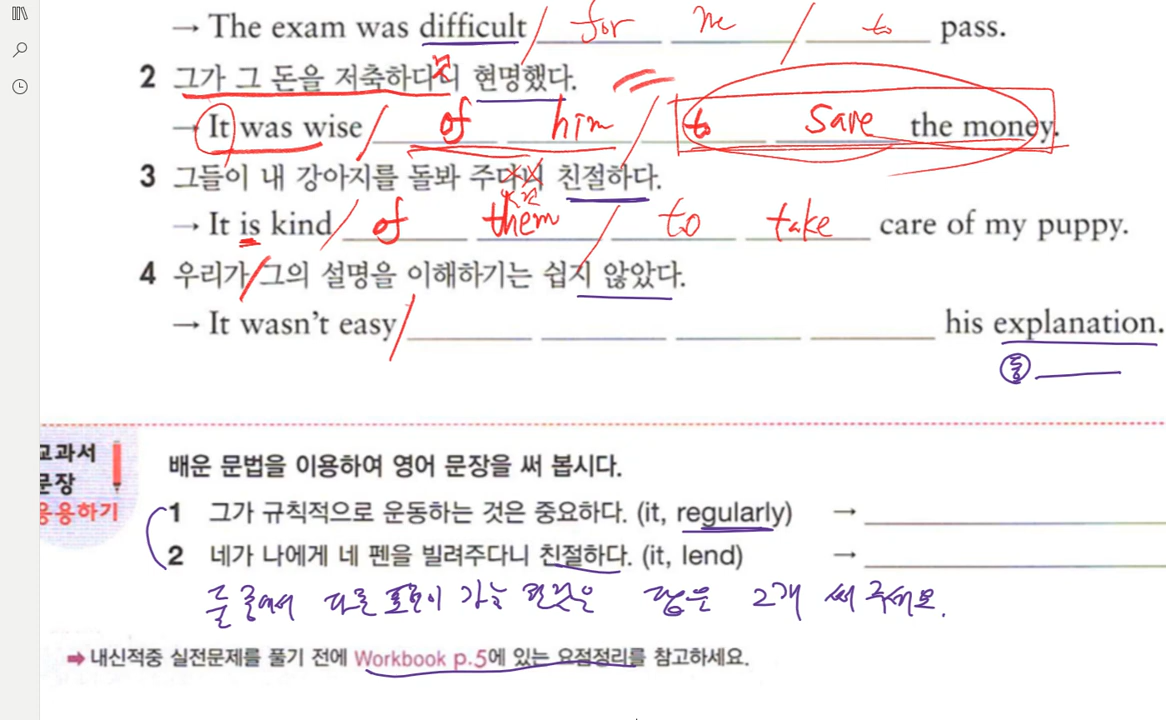 → The exam was difficult / for me / to pass.
2 그가 그 돈을 저축하다니 현명했다.
→ It was wise / of him / to save the money.
3 그들이 내 강아지를 돌봐 주다니 친절하다.
→ It is kind / of them / to take care of my puppy.
4 우리가 / 그의 설명을 이해하기는 쉽지 않았다.
→ It wasn't easy / his explanation.
동
교과서
문장
응용하기
배운 문법을 이용하여 영어 문장을 써 봅시다.
1 그가 규칙적으로 운동하는 것은 중요하다. (it, regularly) →
2 네가 나에게 네 펜을 빌려주다니 친절하다. (it, lend) →
둘 중에서 다른 표현이 가능 답은 2개 써 주세요.
➡ 내신적중 실전문제를 풀기 전에 Workbook p.5에 있는 요점정리를 참고하세요.